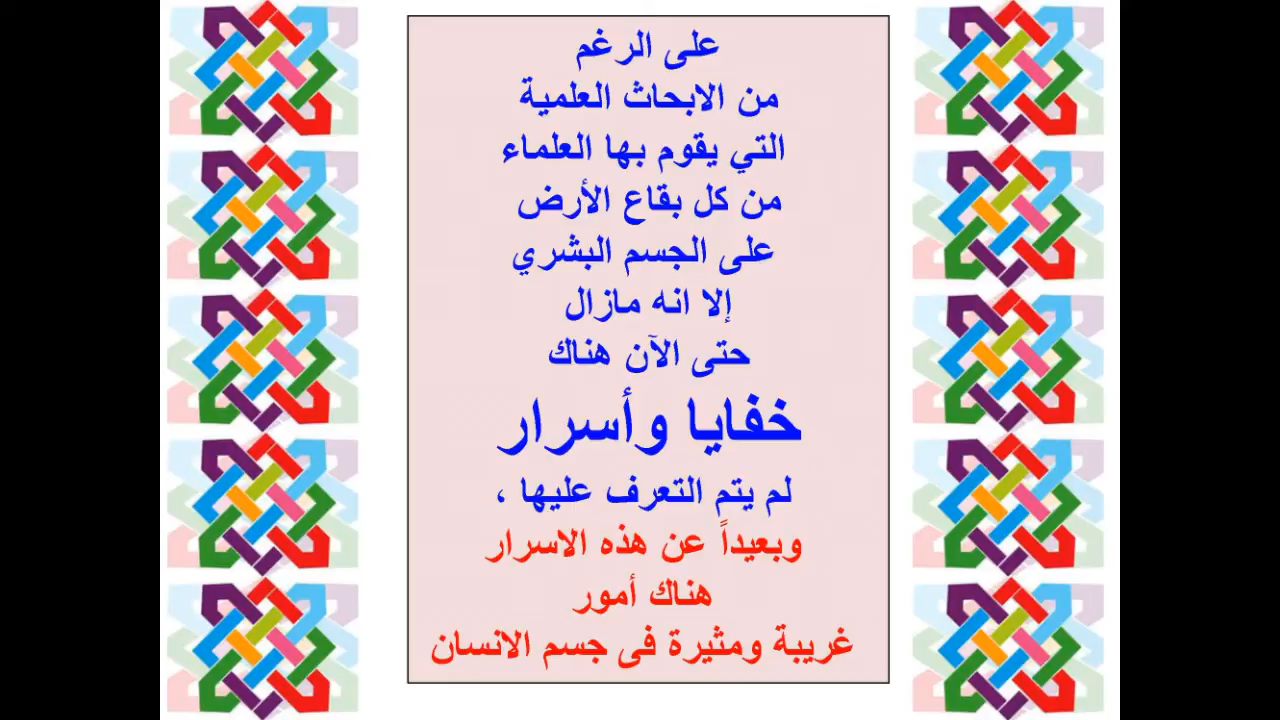 على الرغم
من الابحاث العلمية
التي يقوم بها العلماء
من كل بقاع الأرض
على الجسم البشري
إلا انه مازال
حتى الآن هناك
خفايا وأسرار
لم يتم التعرف عليها ،
وبعيداً عن هذه الاسرار
هناك أمور
غريبة ومثيرة فى جسم الانسان